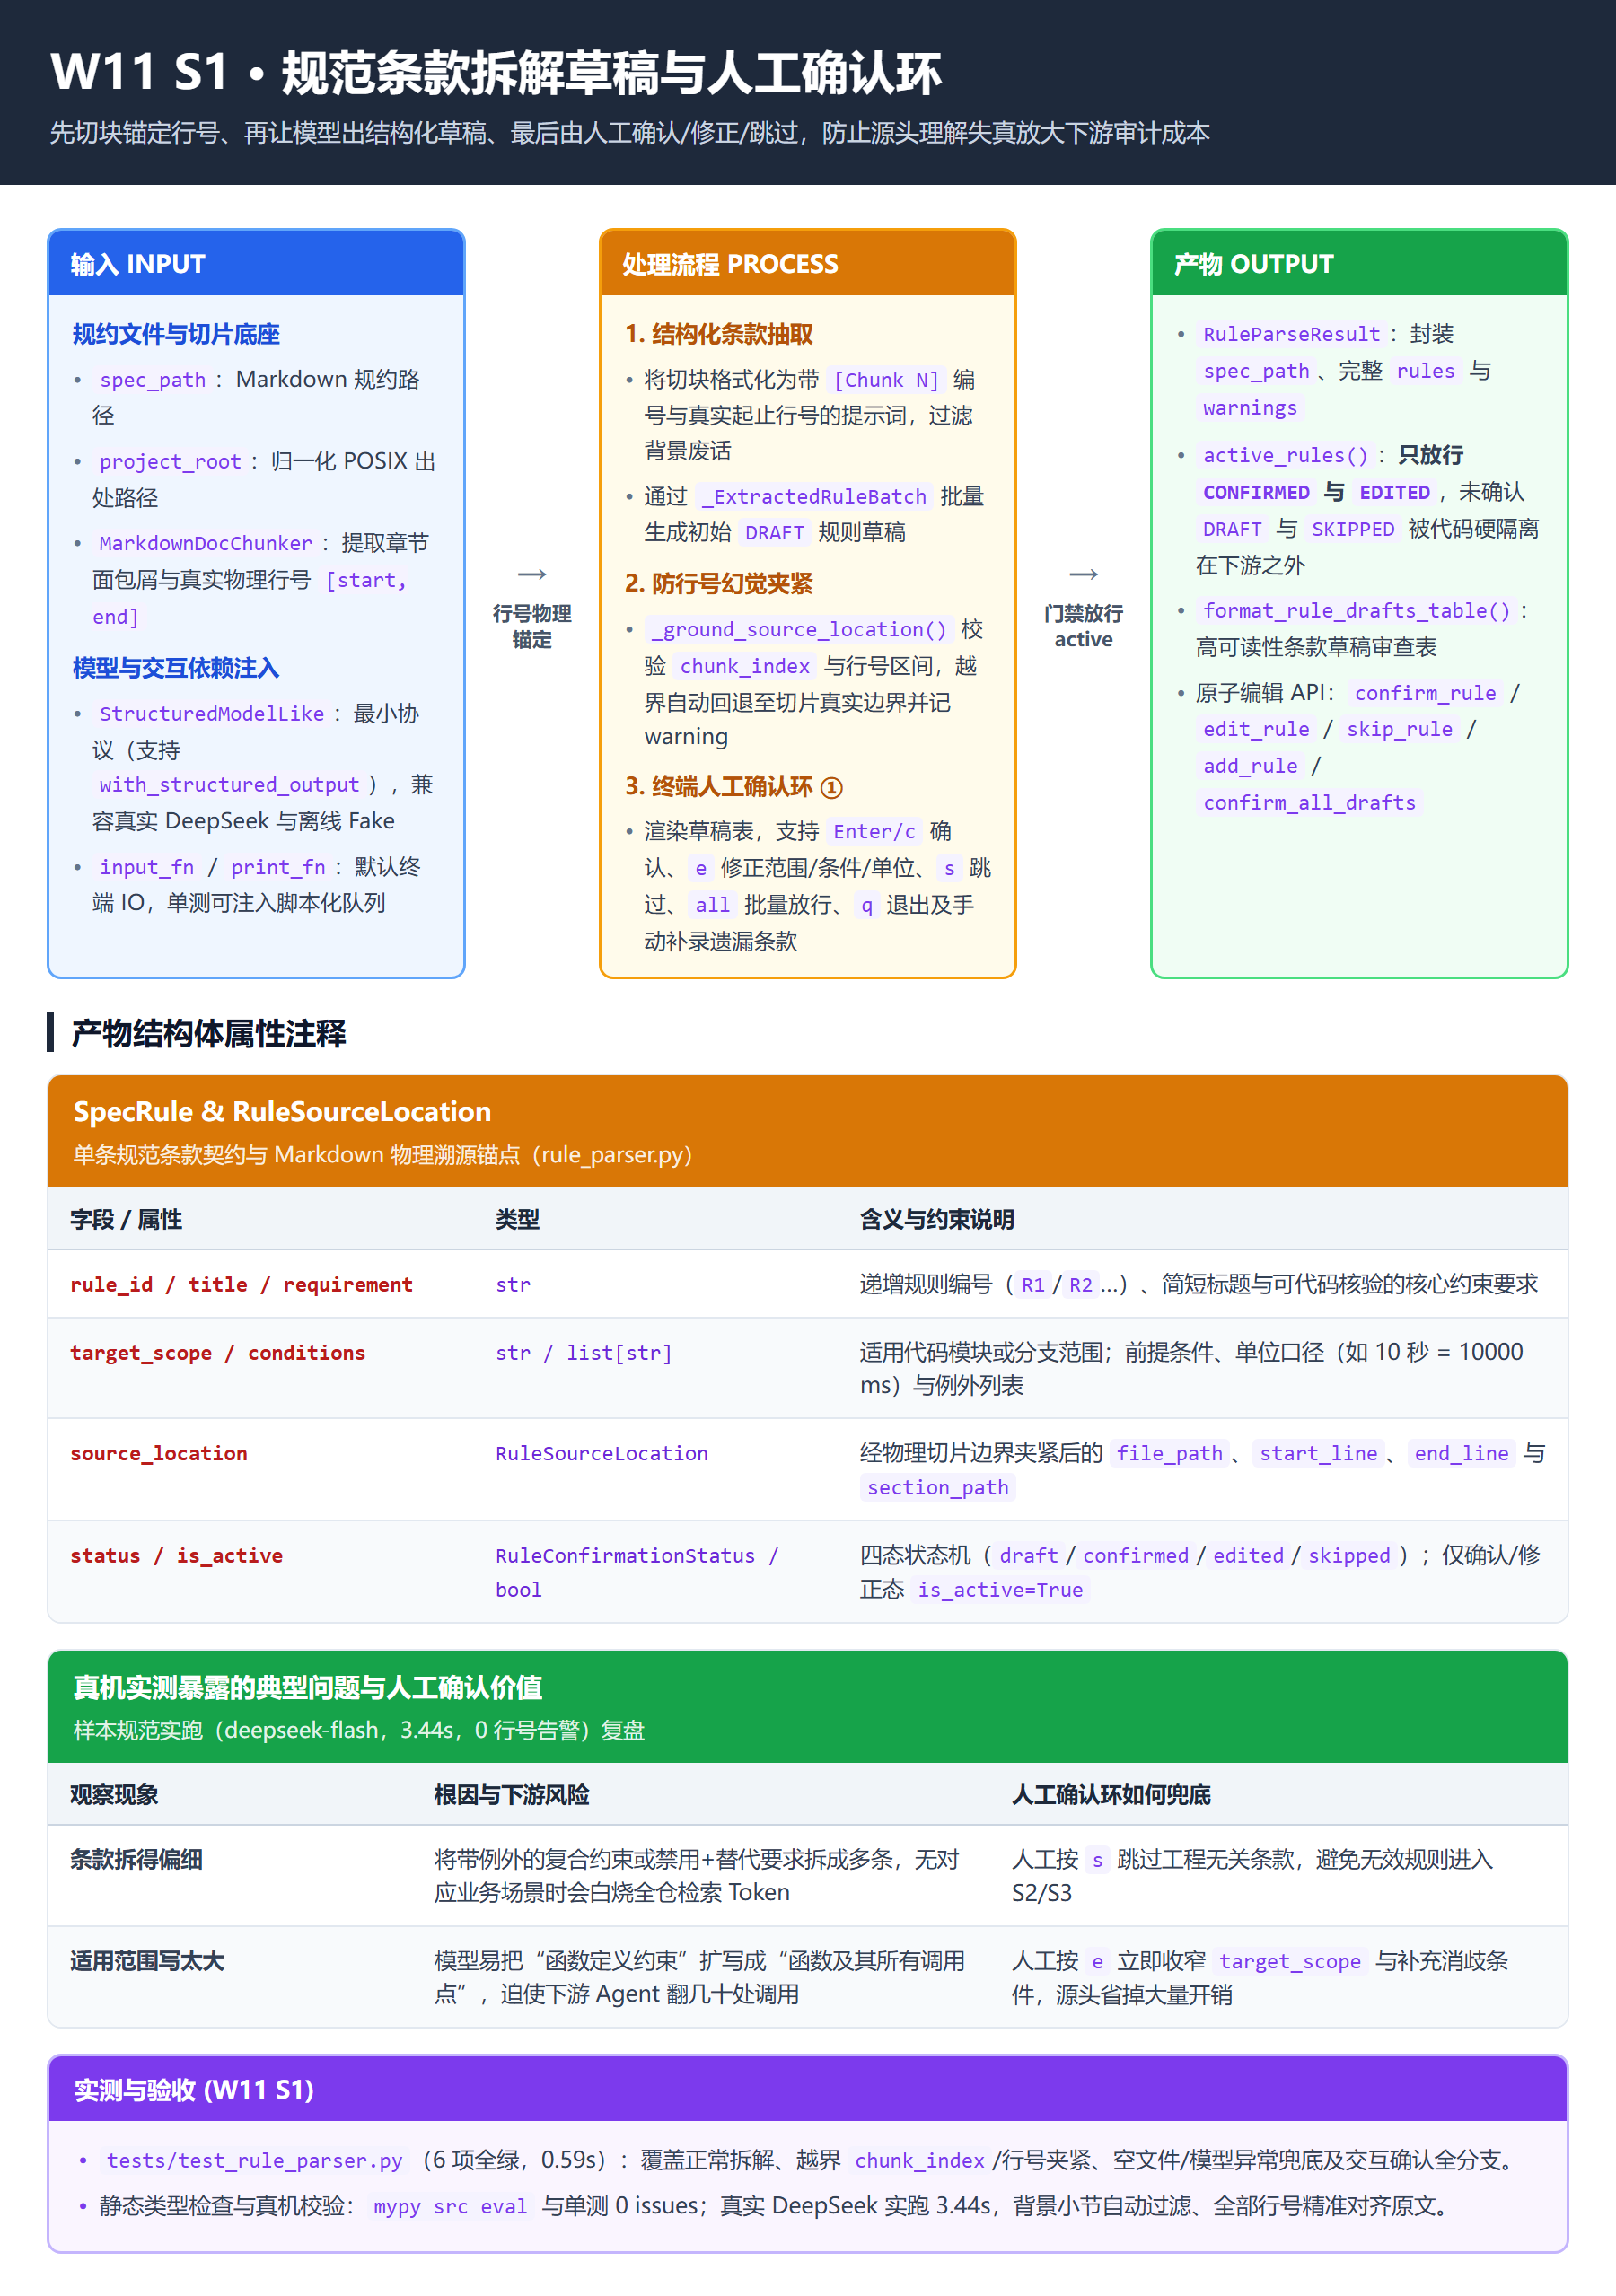 W11 S1 • 规范条款拆解草稿与人工确认环
先切块锚定行号、再让模型出结构化草稿、最后由人工确认/修正/跳过，防止源头理解失真放大下游审计成本
输入 INPUT
规约文件与切片底座
• spec_path ：Markdown 规约路
径
• project_root ：归一化 POSIX 出
处路径
• MarkdownDocChunker ：提取章节
面包屑与真实物理行号 [start,
end]
模型与交互依赖注入
• StructuredModelLike ：最小协
议（支持
with_structured_output ），兼
容真实 DeepSeek 与离线 Fake
• input_fn / print_fn ：默认终
端 IO，单测可注入脚本化队列
→
行号物理
锚定
处理流程 PROCESS
1. 结构化条款抽取
• 将切块格式化为带 [Chunk N] 编
号与真实起止行号的提示词，过滤
背景废话
• 通过 _ExtractedRuleBatch 批量
生成初始 DRAFT 规则草稿
2. 防行号幻觉夹紧
• _ground_source_location() 校
验 chunk_index 与行号区间，越
界自动回退至切片真实边界并记
warning
3. 终端人工确认环 ①
• 渲染草稿表，支持 Enter/c 确
认、 e 修正范围/条件/单位、 s 跳
过、 all 批量放行、 q 退出及手
动补录遗漏条款
→
门禁放行
active
产物 OUTPUT
• RuleParseResult ：封装
spec_path 、完整 rules 与
warnings
• active_rules() ：只放行
CONFIRMED 与 EDITED ，未确认
DRAFT 与 SKIPPED 被代码硬隔离
在下游之外
• format_rule_drafts_table() ：
高可读性条款草稿审查表
• 原子编辑 API： confirm_rule /
edit_rule / skip_rule /
add_rule /
confirm_all_drafts
产物结构体属性注释
SpecRule & RuleSourceLocation
单条规范条款契约与 Markdown 物理溯源锚点（rule_parser.py）
字段 / 属性 类型 含义与约束说明
rule_id / title / requirement str 递增规则编号（ R1 / R2 ...）、简短标题与可代码核验的核心约束要求
target_scope / conditions str / list[str] 适用代码模块或分支范围；前提条件、单位口径（如 10 秒 = 10000
ms）与例外列表
source_location RuleSourceLocation 经物理切片边界夹紧后的 file_path 、 start_line 、 end_line 与
section_path
status / is_active RuleConfirmationStatus / 四态状态机（ draft / confirmed / edited / skipped ）；仅确认/修
bool 正态 is_active=True
真机实测暴露的典型问题与人工确认价值
样本规范实跑（deepseek-flash，3.44s，0 行号告警）复盘
观察现象 根因与下游风险 人工确认环如何兜底
条款拆得偏细 将带例外的复合约束或禁用+替代要求拆成多条，无对 人工按 s 跳过工程无关条款，避免无效规则进入
应业务场景时会白烧全仓检索 Token S2/S3
适用范围写太大 模型易把“函数定义约束”扩写成“函数及其所有调用 人工按 e 立即收窄 target_scope 与补充消歧条
点”，迫使下游 Agent 翻几十处调用 件，源头省掉大量开销
实测与验收 (W11 S1)
• tests/test_rule_parser.py （6 项全绿，0.59s）：覆盖正常拆解、越界 chunk_index /行号夹紧、空文件/模型异常兜底及交互确认全分支。
• 静态类型检查与真机校验： mypy src eval 与单测 0 issues；真实 DeepSeek 实跑 3.44s，背景小节自动过滤、全部行号精准对齐原文。